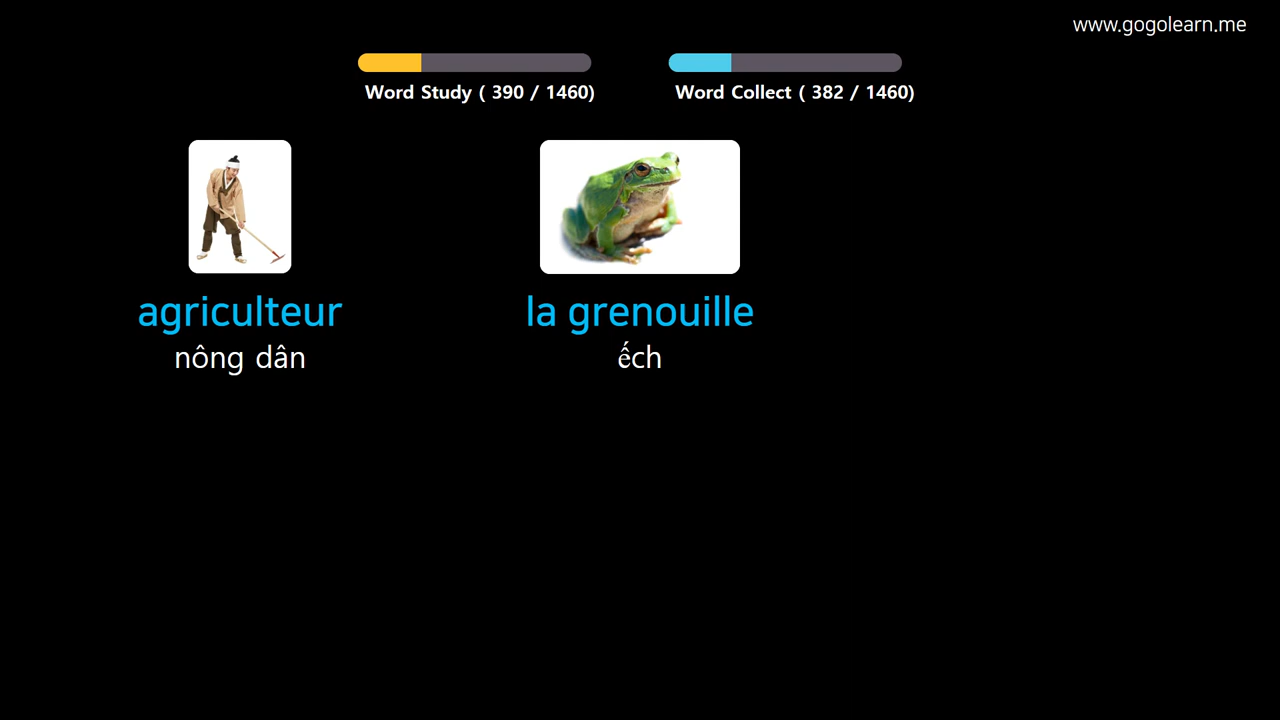 www.gogolearn.me
Word Study ( 390 / 1460)
Word Collect ( 382 / 1460)
agriculteur
nông dân
la grenouille
ếch